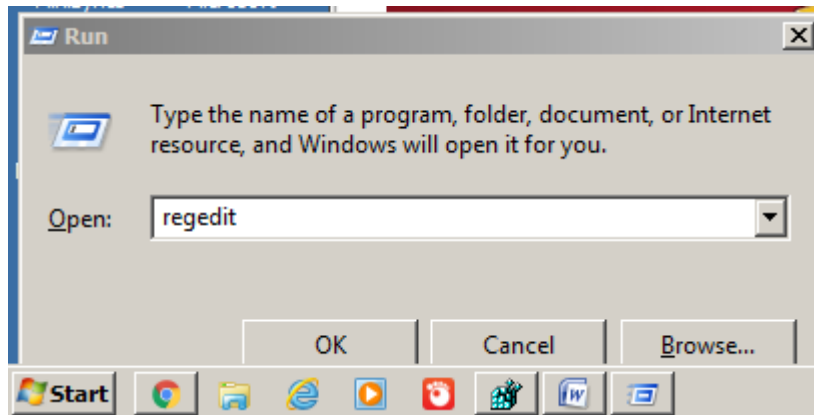 Run
Type the name of a program, folder, document, or Internet
resource, and Windows will open it for you.
Open: regedit
OK Cancel Browse...
Start